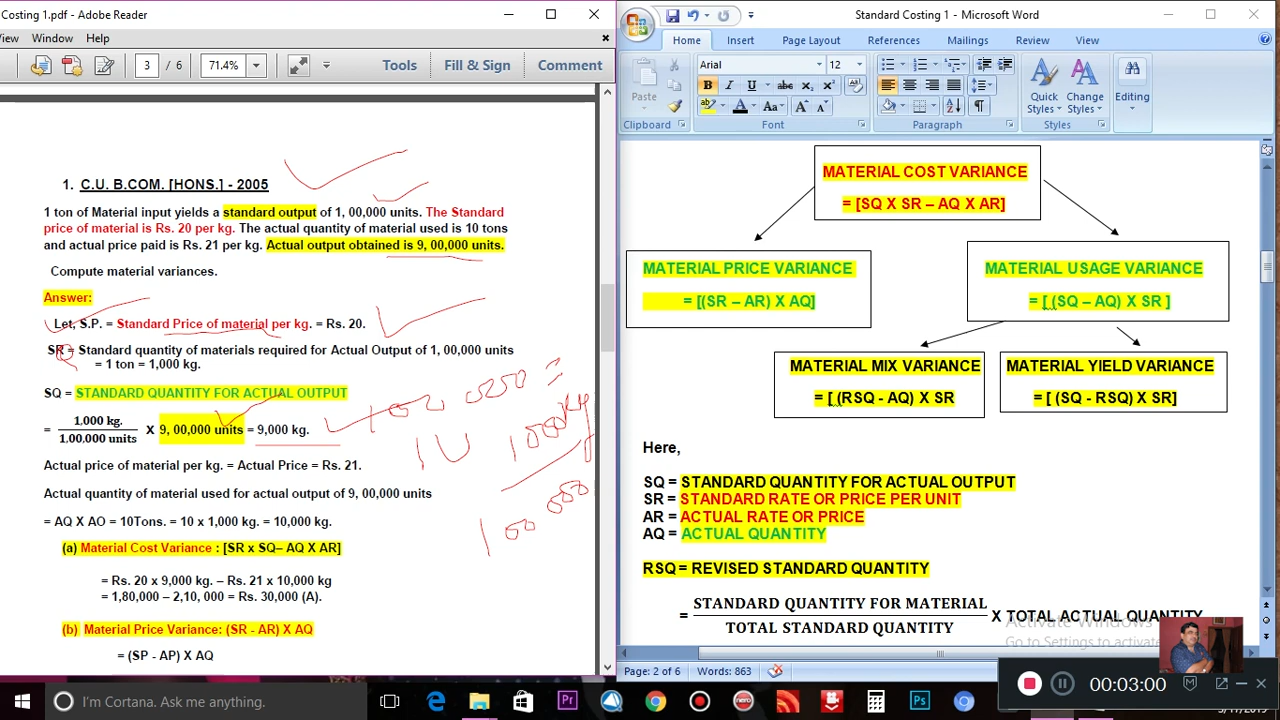 Costing 1.pdf - Adobe Reader
View Window Help
3 / 6 71.4% Tools Fill & Sign Comment
1. C.U. B.COM. [HONS.] - 2005
1 ton of Material input yields a standard output of 1, 00,000 units. The Standard
price of material is Rs. 20 per kg. The actual quantity of material used is 10 tons
and actual price paid is Rs. 21 per kg. Actual output obtained is 9, 00,000 units.
Compute material variances.
Answer:
Let, S.P. = Standard Price of material per kg. = Rs. 20.
SR = Standard quantity of materials required for Actual Output of 1, 00,000 units
= 1 ton = 1,000 kg.
SQ = STANDARD QUANTITY FOR ACTUAL OUTPUT
= 1,000 kg. / 1,00,000 units X 9, 00,000 units = 9,000 kg.
1000kg
Actual price of material per kg. = Actual Price = Rs. 21.
Actual quantity of material used for actual output of 9, 00,000 units
= AQ X AO = 10Tons. = 10 x 1,000 kg. = 10,000 kg.
100 000
(a) Material Cost Variance : [SR x SQ– AQ X AR]
= Rs. 20 x 9,000 kg. – Rs. 21 x 10,000 kg
= 1,80,000 – 2,10, 000 = Rs. 30,000 (A).
(b) Material Price Variance: (SR - AR) X AQ
= (SP - AP) X AQ
Standard Costing 1 - Microsoft Word
Home Insert Page Layout References Mailings Review View
Paste Arial 12 Quick Styles Change Styles Editing
Clipboard Font Paragraph Styles
MATERIAL COST VARIANCE
= [SQ X SR – AQ X AR]
MATERIAL PRICE VARIANCE
= [(SR – AR) X AQ]
MATERIAL USAGE VARIANCE
= [ (SQ – AQ) X SR ]
MATERIAL MIX VARIANCE
= [ (RSQ - AQ) X SR
MATERIAL YIELD VARIANCE
= [ (SQ - RSQ) X SR]
Here,
SQ = STANDARD QUANTITY FOR ACTUAL OUTPUT
SR = STANDARD RATE OR PRICE PER UNIT
AR = ACTUAL RATE OR PRICE
AQ = ACTUAL QUANTITY
RSQ = REVISED STANDARD QUANTITY
= STANDARD QUANTITY FOR MATERIAL / TOTAL STANDARD QUANTITY X TOTAL ACTUAL QUANTITY
Activate Windows
Go to Settings to activate
Page: 2 of 6 Words: 863
00:03:00
I'm Cortana. Ask me anything.